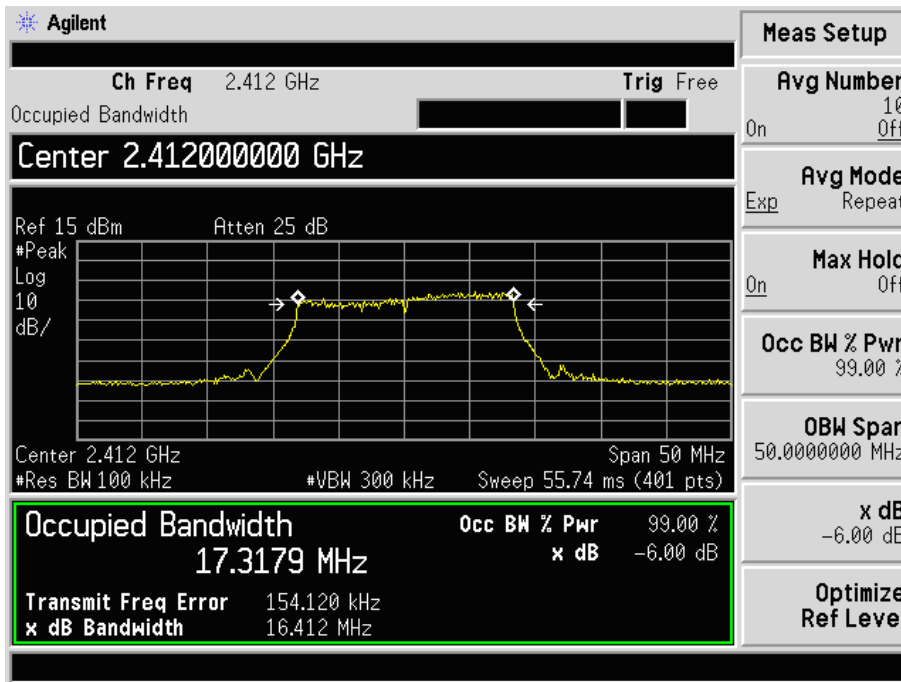 Agilent
Meas Setup
Ch Freq 2.412 GHz Trig Free
Occupied Bandwidth
Center 2.412000000 GHz
Ref 15 dBm Atten 25 dB
#Peak
Log
10
dB/
Center 2.412 GHz Span 50 MHz
#Res BW 100 kHz #VBW 300 kHz Sweep 55.74 ms (401 pts)
Occupied Bandwidth
17.3179 MHz
Occ BW % Pwr 99.00 %
x dB -6.00 dB
Transmit Freq Error 154.120 kHz
x dB Bandwidth 16.412 MHz
Avg Number
10
On Off
Avg Mode
Exp Repeat
Max Hold
On Off
Occ BW % Pwr
99.00 %
OBW Span
50.0000000 MHz
x dB
-6.00 dB
Optimize
Ref Level